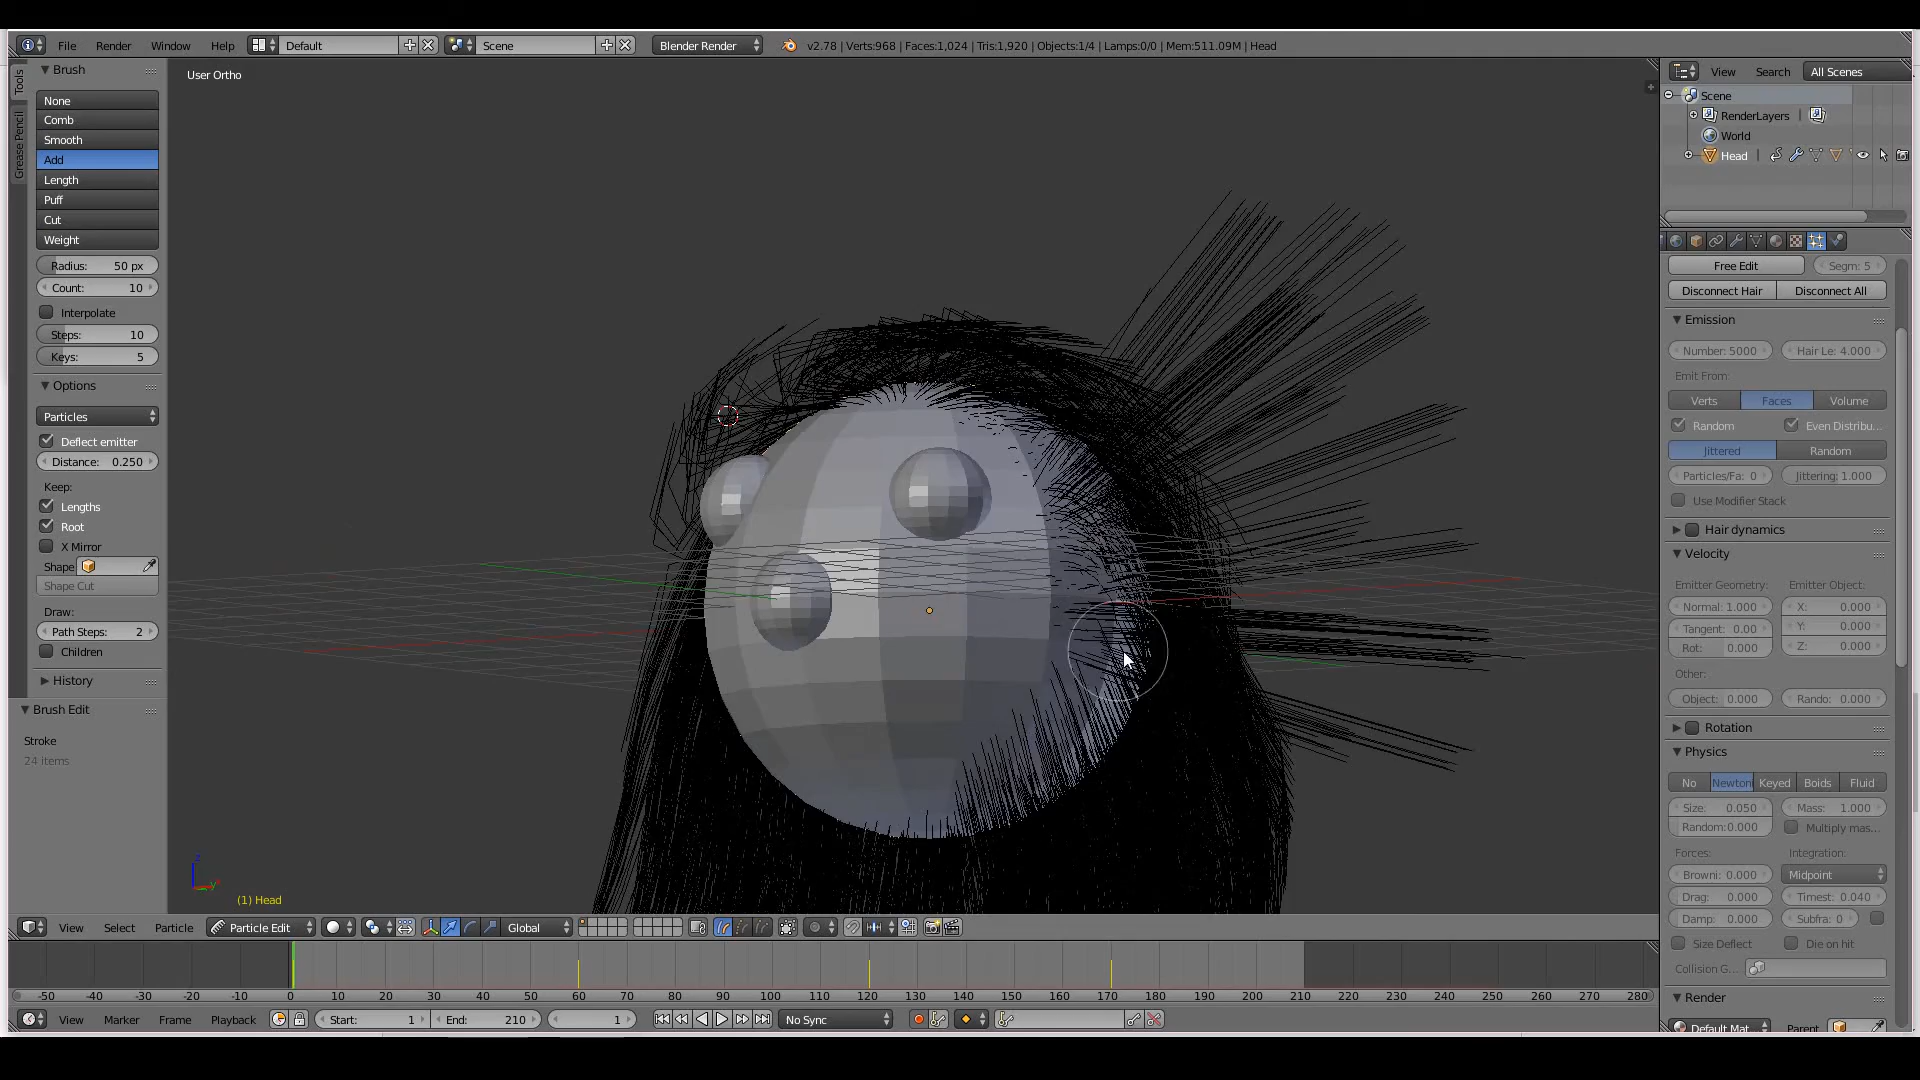 File Render Window Help Default Scene Blender Render v2.78 | Verts:968 | Faces:1,024 | Tris:1,920 | Objects:1/4 | Lamps:0/0 | Mem:511.09M | Head
Tools
Grease Pencil
Brush
None
Comb
Smooth
Add
Length
Puff
Cut
Weight
Radius: 50 px
Count: 10
Interpolate
Steps: 10
Keys: 5
Options
Particles
Deflect emitter
Distance: 0.250
Keep:
Lengths
Root
X Mirror
Shape
Shape Cut
Draw:
Path Steps: 2
Children
History
Brush Edit
Stroke
24 items
User Ortho
z
y
(1) Head
View Search All Scenes
Scene
RenderLayers
World
Head
Free Edit Segm: 5
Disconnect Hair Disconnect All
Emission
Number: 5000 Hair Le: 4.000
Emit From:
Verts Faces Volume
Random Even Distribu...
Jittered Random
Particles/Fa: 0 Jittering: 1.000
Use Modifier Stack
Hair dynamics
Velocity
Emitter Geometry: Emitter Object:
Normal: 1.000 X: 0.000
Tangent: 0.00 Y: 0.000
Rot: 0.000 Z: 0.000
Other:
Object: 0.000 Rando: 0.000
Rotation
Physics
No Newtoni Keyed Boids Fluid
Size: 0.050 Mass: 1.000
Random:0.000 Multiply mas...
Forces: Integration:
Browni: 0.000 Midpoint
Drag: 0.000 Timest: 0.040
Damp: 0.000 Subfra: 0
Size Deflect Die on hit
Collision G...
Render
Default Mat... Parent
View Select Particle Particle Edit Global
-50 -40 -30 -20 -10 0 10 20 30 40 50 60 70 80 90 100 110 120 130 140 150 160 170 180 190 200 210 220 230 240 250 260 270 280
View Marker Frame Playback Start: 1 End: 210 1 No Sync